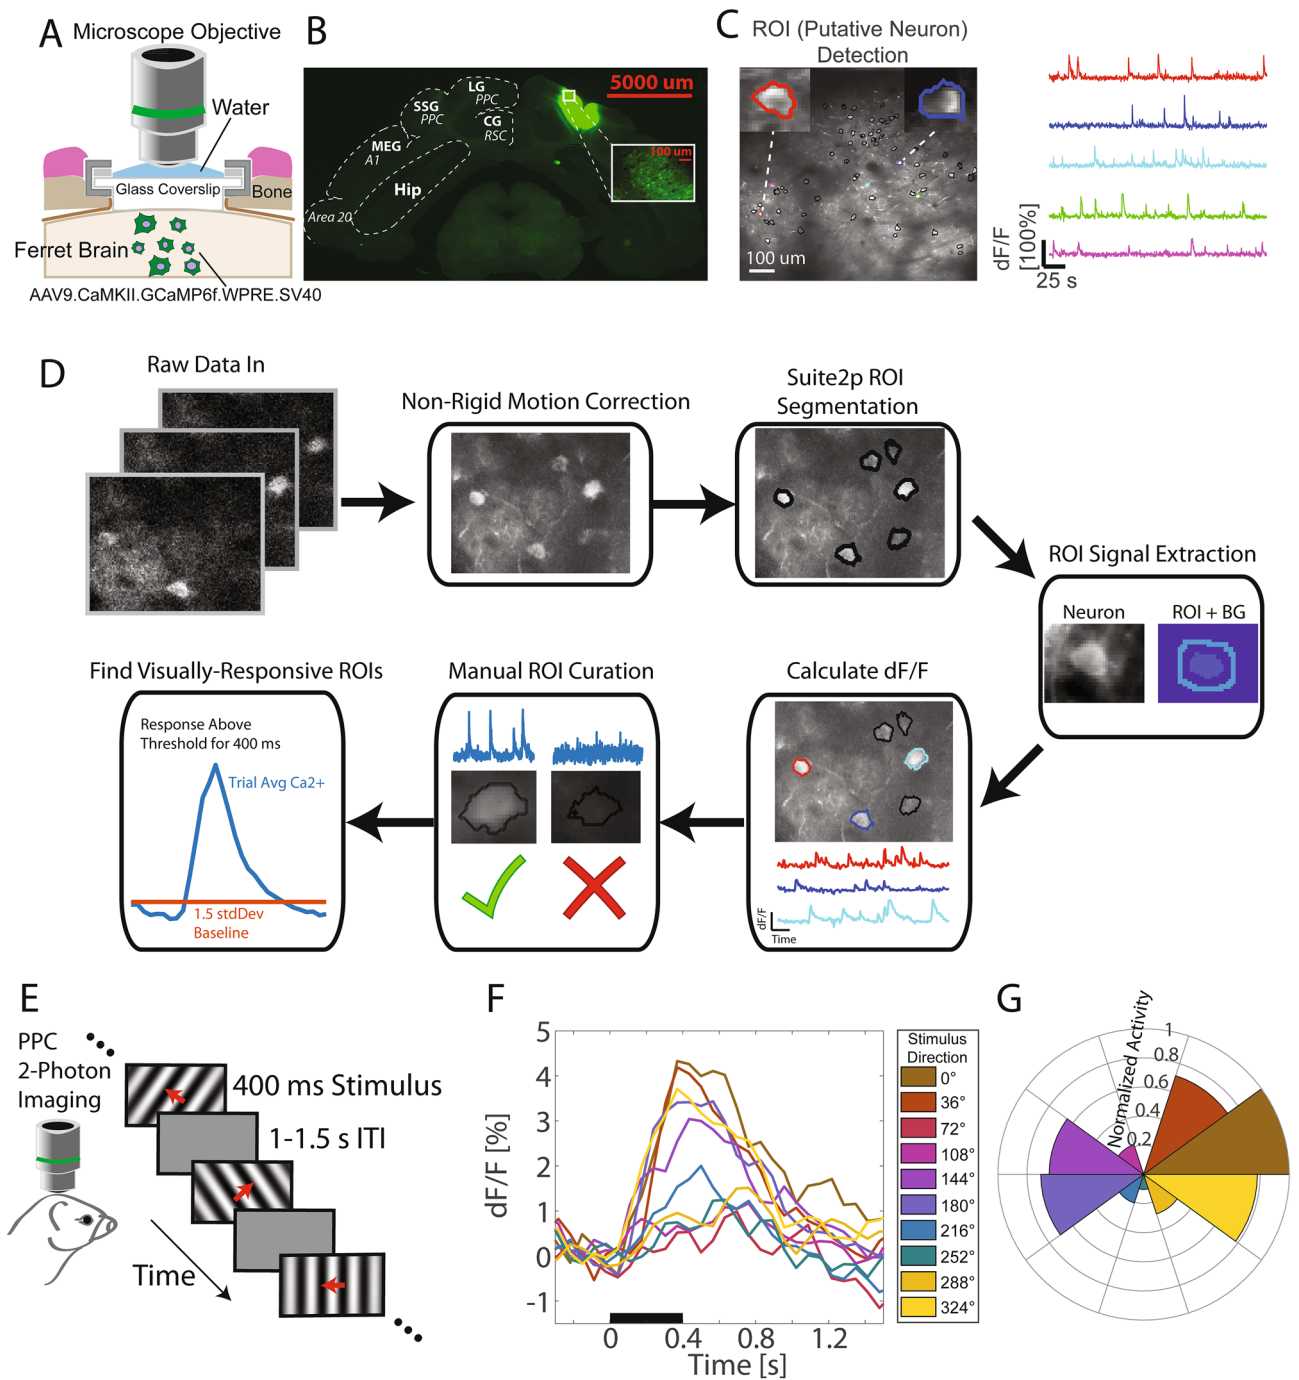 A
Microscope Objective
Water
Glass Coverslip
Bone
Ferret Brain
AAV9.CaMKII.GCaMP6f.WPRE.SV40
B
5000 um
LG
PPC
SSG
PPC
CG
RSC
MEG
A1
Hip
Area 20
100 um
C
ROI (Putative Neuron)
Detection
100 um
dF/F
[100%]
25 s
D
Raw Data In
Non-Rigid Motion Correction
Suite2p ROI
Segmentation
ROI Signal Extraction
Neuron
ROI + BG
Find Visually-Responsive ROIs
Response Above
Threshold for 400 ms
Trial Avg Ca2+
1.5 stdDev
Baseline
Manual ROI Curation
Calculate dF/F
dF/F
Time
E
PPC
2-Photon
Imaging
400 ms Stimulus
1-1.5 s ITI
Time
F
dF/F [%]
5
4
3
2
1
0
-1
0
0.4
0.8
1.2
Time [s]
Stimulus
Direction
0°
36°
72°
108°
144°
180°
216°
252°
288°
324°
G
Normalized Activity
1
0.8
0.6
0.4
0.2